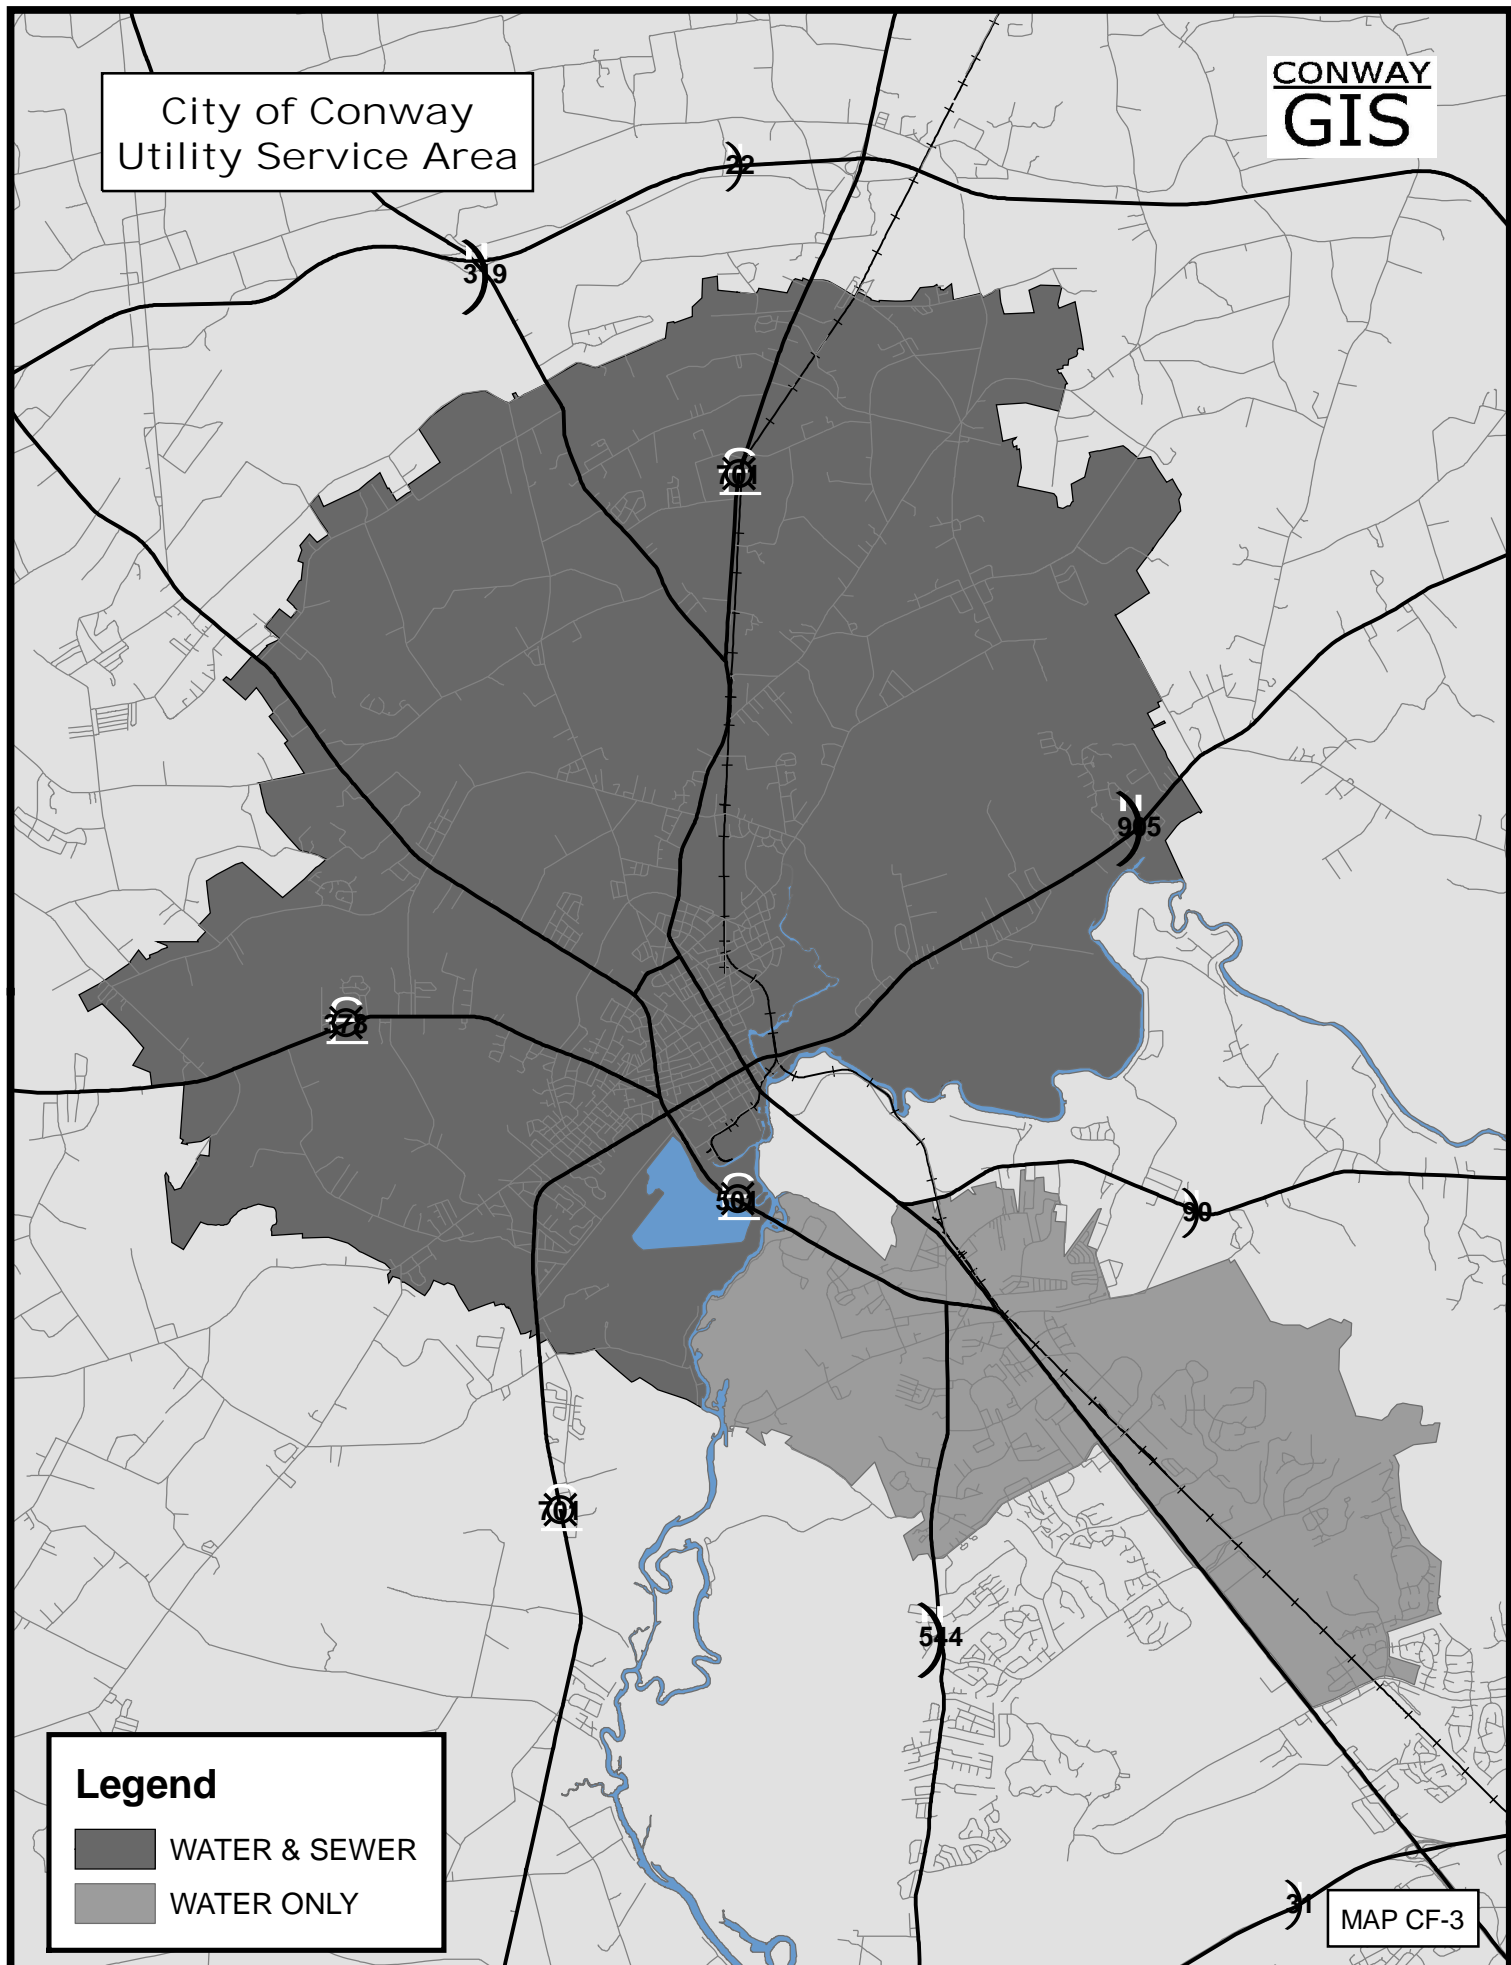 City of Conway
Utility Service Area
CONWAY
GIS
22
319
701
905
378
501
90
701
544
Legend
WATER & SEWER
WATER ONLY
31
MAP CF-3